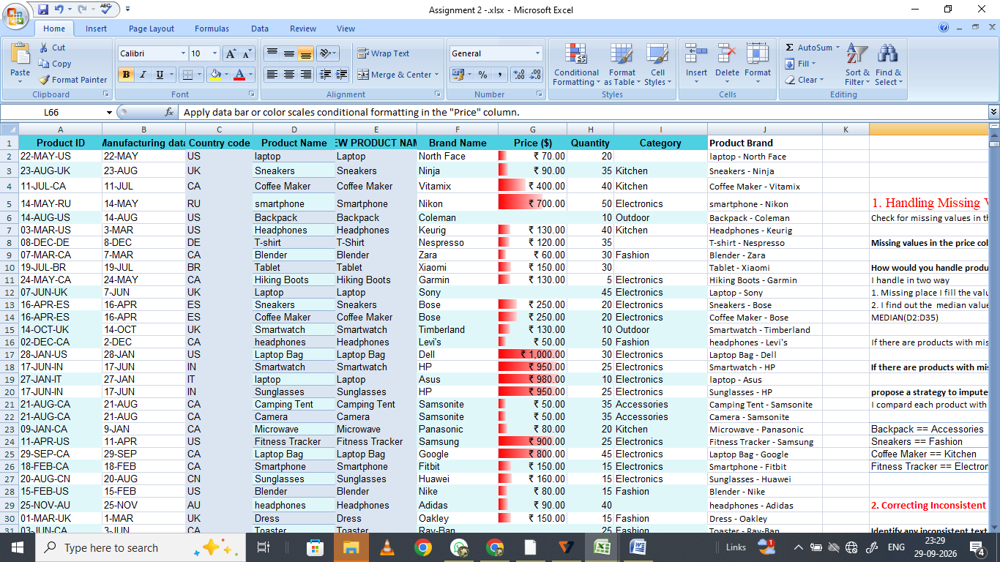 Assignment 2 -.xlsx - Microsoft Excel
Home Insert Page Layout Formulas Data Review View
Paste Cut Copy Format Painter Clipboard
Calibri 10 B I U A A A Font
Wrap Text Merge & Center Alignment
General % , Number
Conditional Formatting Format as Table Cell Styles Styles
Insert Delete Format Cells
Σ AutoSum Fill Clear Sort & Filter Find & Select Editing
L66 fx Apply data bar or color scales conditional formatting in the "Price" column.
A B C D E F G H I J K
1 Product ID Manufacturing data Country code Product Name EW PRODUCT NAM Brand Name Price ($) Quantity Category Product Brand
2 22-MAY-US 22-MAY US laptop Laptop North Face ₹ 70.00 20 laptop - North Face
3 23-AUG-UK 23-AUG UK Sneakers Sneakers Ninja ₹ 90.00 35 Kitchen Sneakers - Ninja
4 11-JUL-CA 11-JUL CA Coffee Maker Coffee Maker Vitamix ₹ 400.00 40 Kitchen Coffee Maker - Vitamix
5 14-MAY-RU 14-MAY RU smartphone Smartphone Nikon ₹ 700.00 50 Electronics smartphone - Nikon 1. Handling Missing V
6 14-AUG-US 14-AUG US Backpack Backpack Coleman 10 Outdoor Backpack - Coleman Check for missing values in th
7 03-MAR-US 3-MAR US Headphones Headphones Keurig ₹ 130.00 40 Kitchen Headphones - Keurig
8 08-DEC-DE 8-DEC DE T-shirt T-Shirt Nespresso ₹ 120.00 35 T-shirt - Nespresso Missing values in the price col
9 07-MAR-CA 7-MAR CA Blender Blender Zara ₹ 60.00 30 Fashion Blender - Zara
10 19-JUL-BR 19-JUL BR Tablet Tablet Xiaomi ₹ 150.00 30 Tablet - Xiaomi How would you handle produ
11 24-MAY-CA 24-MAY CA Hiking Boots Hiking Boots Garmin ₹ 130.00 5 Electronics Hiking Boots - Garmin I handle in two way
12 07-JUN-UK 7-JUN UK Laptop Laptop Sony 45 Electronics Laptop - Sony 1. Missing place I fill the valu
13 16-APR-ES 16-APR ES Sneakers Sneakers Bose ₹ 250.00 20 Electronics Sneakers - Bose 2. I find out the median value
14 16-APR-ES 16-APR ES Coffee Maker Coffee Maker Bose ₹ 250.00 20 Electronics Coffee Maker - Bose MEDIAN(D2:D35)
15 14-OCT-UK 14-OCT UK Smartwatch Smartwatch Timberland ₹ 130.00 10 Outdoor Smartwatch - Timberland
16 02-DEC-CA 2-DEC CA headphones Headphones Levi's ₹ 50.00 50 Fashion headphones - Levi's If there are products with mis
17 28-JAN-US 28-JAN US Laptop Bag Laptop Bag Dell ₹ 1,000.00 30 Electronics Laptop Bag - Dell
18 17-JUN-IN 17-JUN IN Smartwatch Smartwatch HP ₹ 950.00 25 Electronics Smartwatch - HP If there are products with mis
19 27-JAN-IT 27-JAN IT laptop Laptop Asus ₹ 980.00 10 Electronics laptop - Asus
20 17-JUN-IN 17-JUN IN Sunglasses Sunglasses HP ₹ 950.00 25 Electronics Sunglasses - HP propose a strategy to impute
21 21-AUG-CA 21-AUG CA Camping Tent Camping Tent Samsonite ₹ 50.00 35 Accessories Camping Tent - Samsonite I compard each product with
22 21-AUG-CA 21-AUG CA Camera Camera Samsonite ₹ 50.00 35 Accessories Camera - Samsonite
23 09-JAN-CA 9-JAN CA Microwave Microwave Panasonic ₹ 80.00 20 Kitchen Microwave - Panasonic Backpack == Accessories
24 11-APR-US 11-APR US Fitness Tracker Fitness Tracker Samsung ₹ 900.00 25 Electronics Fitness Tracker - Samsung Sneakers == Fashion
25 29-SEP-CA 29-SEP CA Laptop Bag Laptop Bag Google ₹ 800.00 45 Electronics Laptop Bag - Google Coffee Maker == Kitchen
26 18-FEB-CA 18-FEB CA Smartphone Smartphone Fitbit ₹ 150.00 15 Electronics Smartphone - Fitbit Fitness Tracker == Electron
27 20-AUG-CN 20-AUG CN Sunglasses Sunglasses Huawei ₹ 160.00 15 Electronics Sunglasses - Huawei
28 15-FEB-US 15-FEB US Blender Blender Nike ₹ 80.00 15 Fashion Blender - Nike
29 25-NOV-AU 25-NOV AU headphones Headphones Adidas ₹ 90.00 40 headphones - Adidas 2. Correcting Inconsistent
30 01-MAR-UK 1-MAR UK Dress Dress Oakley ₹ 150.00 15 Fashion Dress - Oakley
31 03-JUN-CA 3-JUN CA Toaster Toaster Ray-Ban 25 Fashion Toaster - Ray-Ban Identify any inconsistent text
Type here to search Links ENG 23:29
29-09-2026 4